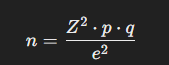 n = \frac{Z^2 \cdot p \cdot q}{e^2}